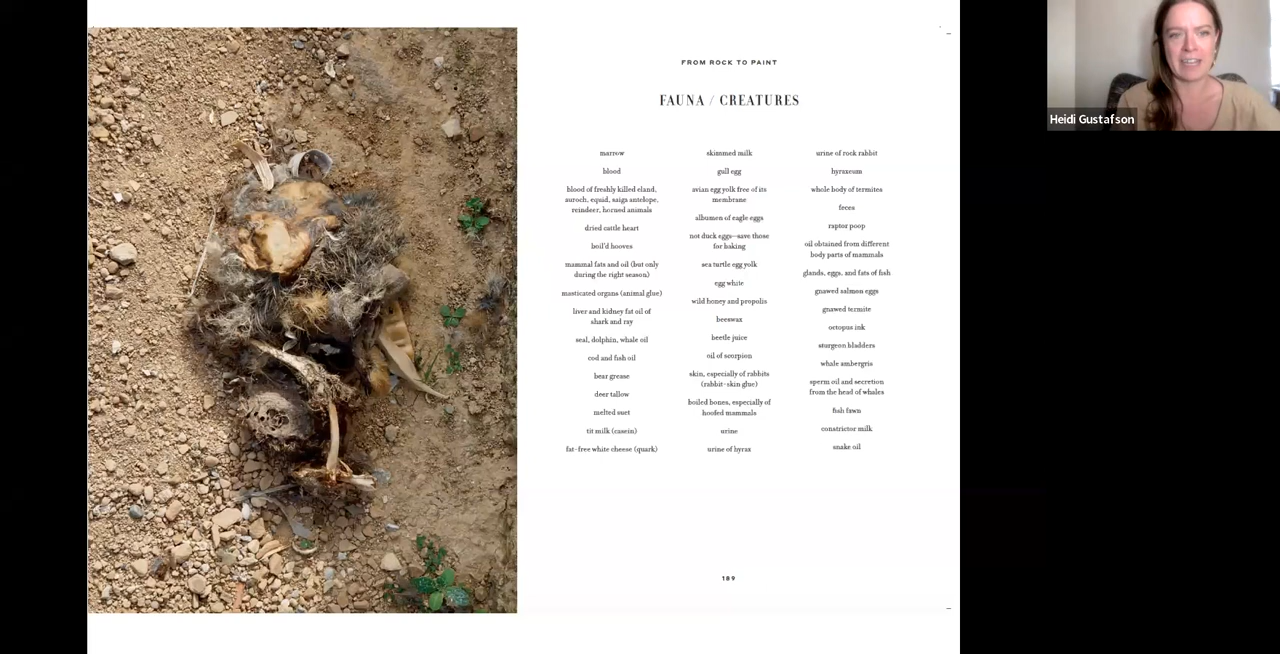 FROM ROCK TO PAINT
FAUNA / CREATURES
marrow
blood
blood of freshly killed eland,
auroch, equid, saiga antelope,
reindeer, horned animals
dried cattle heart
boil'd hooves
mammal fats and oil (but only
during the right season)
masticated organs (animal glue)
liver and kidney fat oil of
shark and ray
seal, dolphin, whale oil
cod and fish oil
bear grease
deer tallow
melted suet
tit milk (casein)
fat-free white cheese (quark)
skimmed milk
gull egg
avian egg yolk free of its
membrane
albumen of eagle eggs
not duck eggs—save those
for baking
sea turtle egg yolk
egg white
wild honey and propolis
beeswax
beetle juice
oil of scorpion
skin, especially of rabbits
(rabbit-skin glue)
boiled bones, especially of
hoofed mammals
urine
urine of hyrax
urine of rock rabbit
hyraxeum
whole body of termites
feces
raptor poop
oil obtained from different
body parts of mammals
glands, eggs, and fats of fish
gnawed salmon eggs
gnawed termite
octopus ink
sturgeon bladders
whale ambergris
sperm oil and secretion
from the head of whales
fish fawn
constrictor milk
snake oil
189
Heidi Gustafson